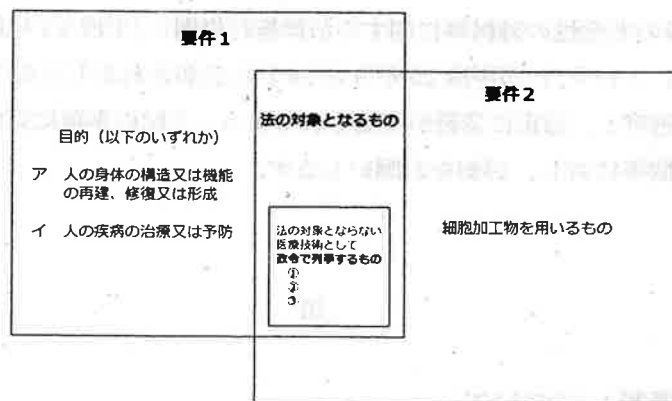 要件1
目的（以下のいずれか）
ア 人の身体の構造又は機能
の再建、修復又は形成
イ 人の疾病の治療又は予防
法の対象となるもの
法の対象とならない
医療技術として
政令で列挙するもの
①
②
③
要件2
細胞加工物を用いるもの